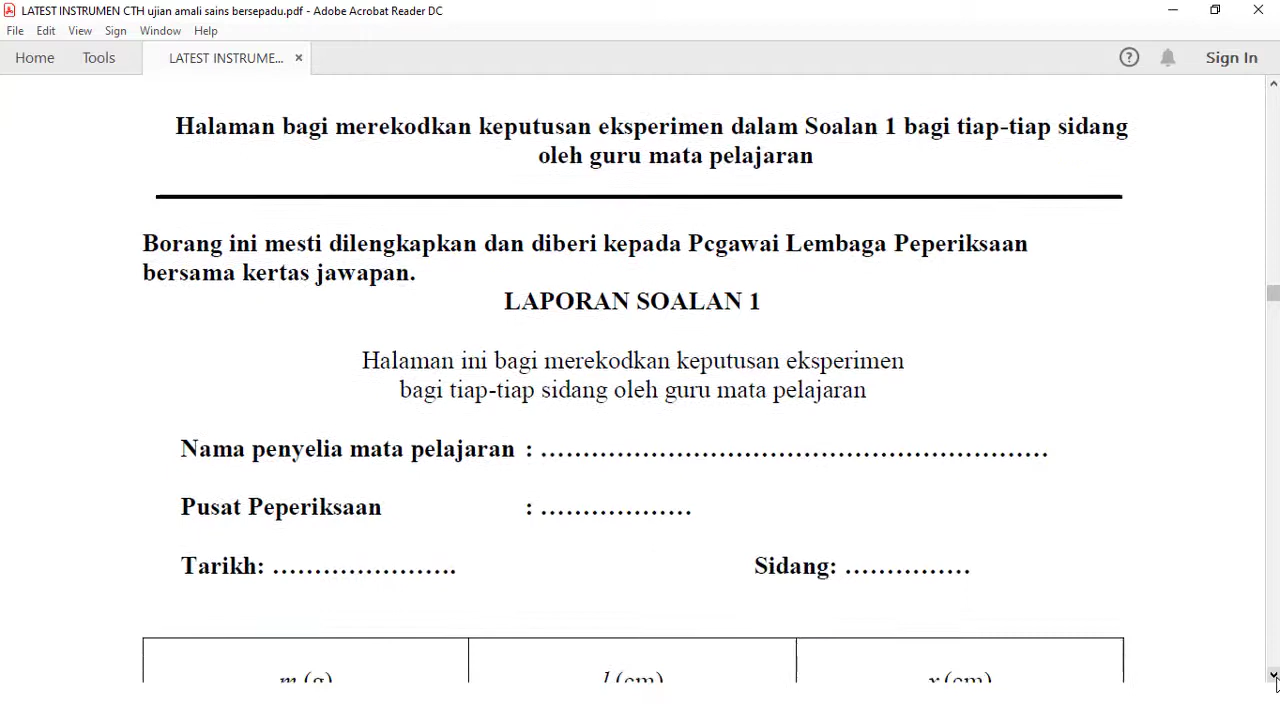 LATEST INSTRUMEN CTH ujian amali sains bersepadu.pdf - Adobe Acrobat Reader DC
File Edit View Sign Window Help
Home Tools LATEST INSTRUME... × ? Sign In
Halaman bagi merekodkan keputusan eksperimen dalam Soalan 1 bagi tiap-tiap sidang
oleh guru mata pelajaran
Borang ini mesti dilengkapkan dan diberi kepada Pcgawai Lembaga Peperiksaan
bersama kertas jawapan.
LAPORAN SOALAN 1
Halaman ini bagi merekodkan keputusan eksperimen
bagi tiap-tiap sidang oleh guru mata pelajaran
Nama penyelia mata pelajaran : ……………………………………………………
Pusat Peperiksaan : ………………
Tarikh: …………………. Sidang: ……………
m (g) l (cm) x (cm)